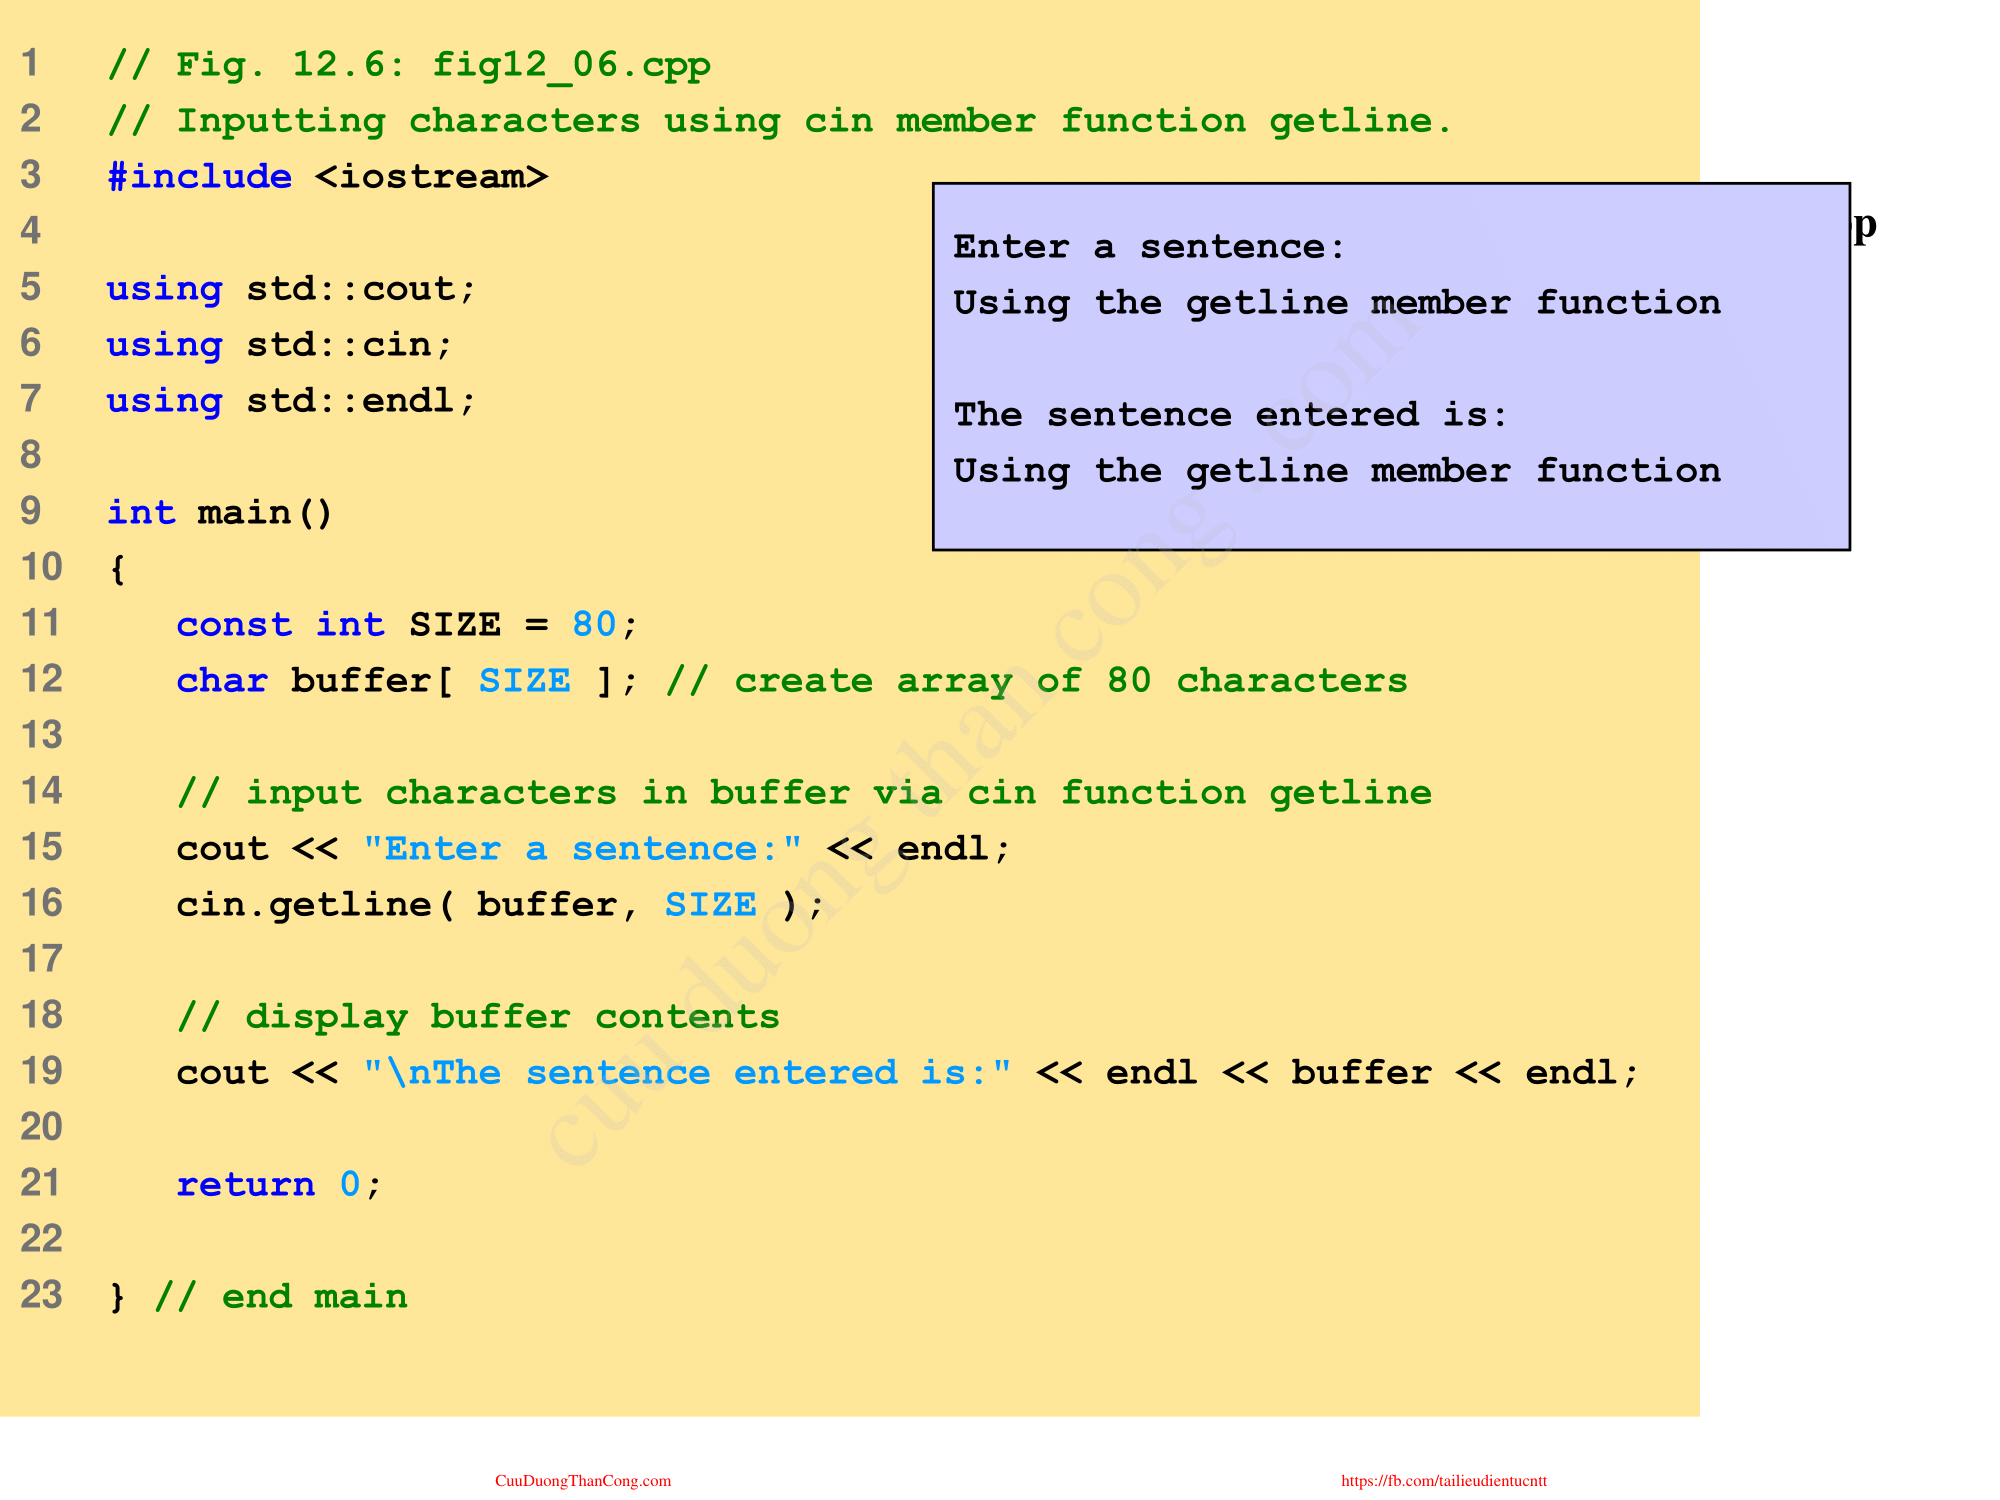 1 // Fig. 12.6: fig12_06.cpp
2 // Inputting characters using cin member function getline.
3 #include <iostream>
4
5 using std::cout;
6 using std::cin;
7 using std::endl;
8
9 int main()
10 {
11 const int SIZE = 80;
12 char buffer[ SIZE ]; // create array of 80 characters
13
14 // input characters in buffer via cin function getline
15 cout << "Enter a sentence:" << endl;
16 cin.getline( buffer, SIZE );
17
18 // display buffer contents
19 cout << "\nThe sentence entered is:" << endl << buffer << endl;
20
21 return 0;
22
23 } // end main
Enter a sentence:
Using the getline member function
The sentence entered is:
Using the getline member function
cuu duong than cong . com
CuuDuongThanCong.com
https://fb.com/tailieudientucntt